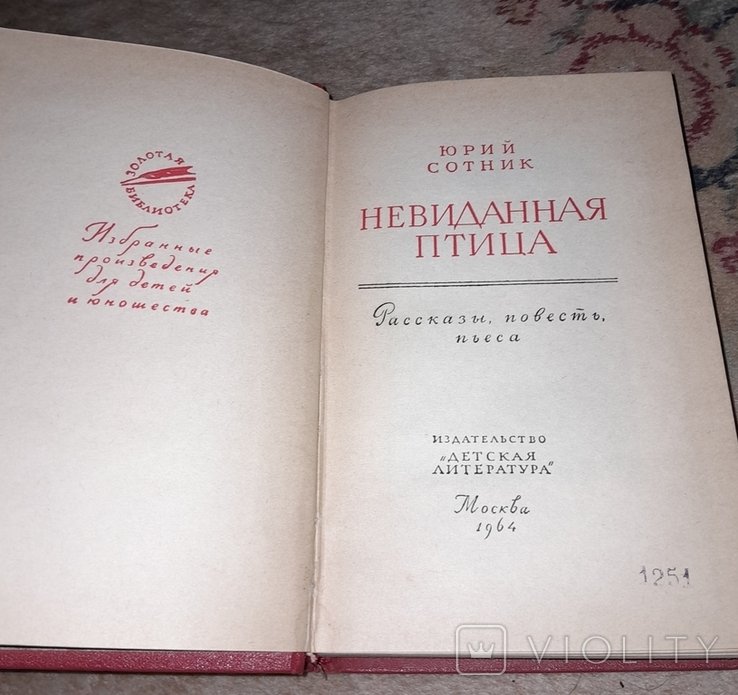 ЗОЛОТАЯ
БИБЛИОТЕКА
Избранные
произведения
для детей
и юношества
ЮРИЙ
СОТНИК
НЕВИДАННАЯ
ПТИЦА
Рассказы, повесть,
пьеса
ИЗДАТЕЛЬСТВО
„ДЕТСКАЯ
ЛИТЕРАТУРА"
Москва
1964
1251
VIOLITY